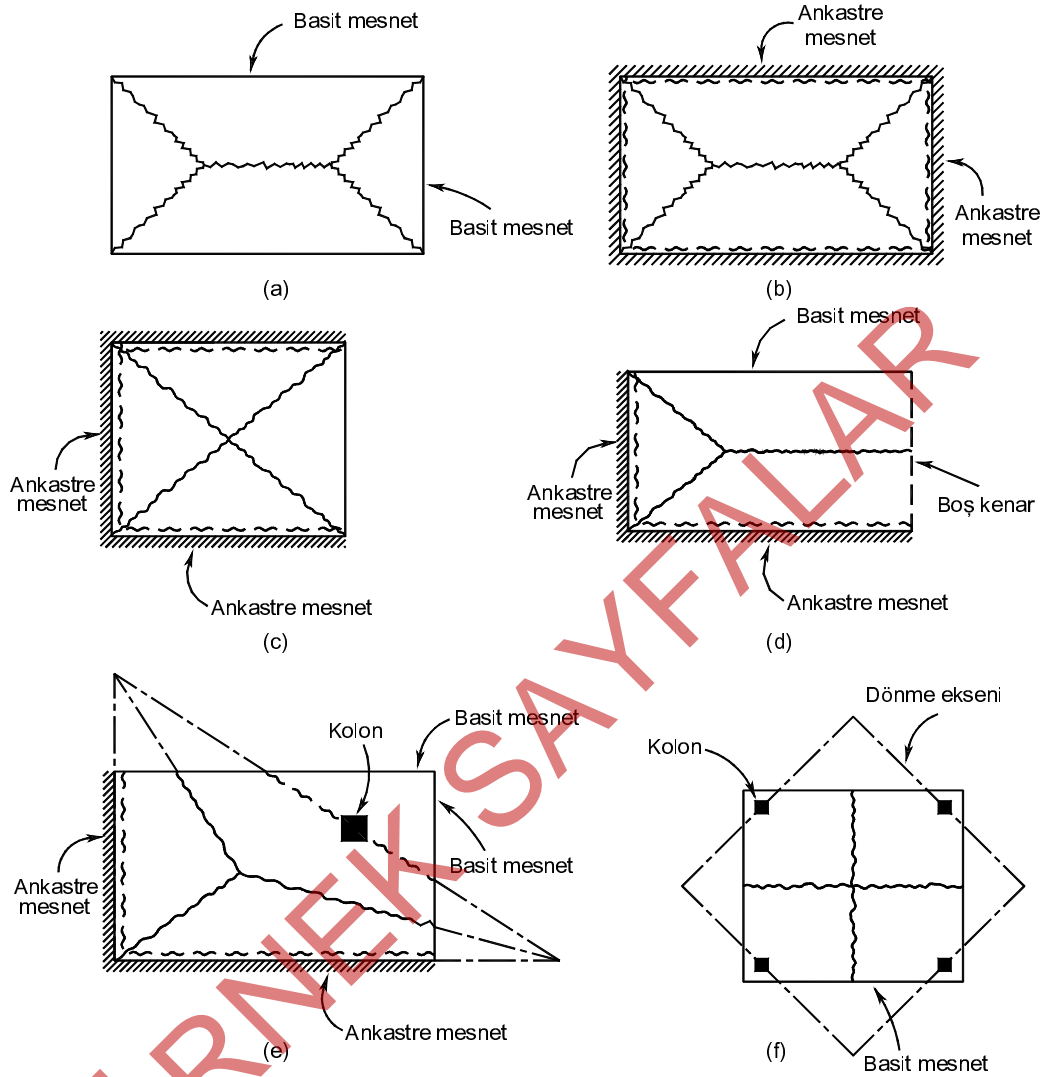 Basit mesnet
Basit mesnet
(a)
Ankastre
mesnet
Ankastre
mesnet
(b)
Ankastre
mesnet
Ankastre mesnet
(c)
Basit mesnet
Ankastre
mesnet
Boş kenar
Ankastre mesnet
(d)
Basit mesnet
Kolon
Basit mesnet
Ankastre
mesnet
Ankastre mesnet
(e)
Dönme ekseni
Kolon
Basit mesnet
(f)
RNEK SAYFALAR